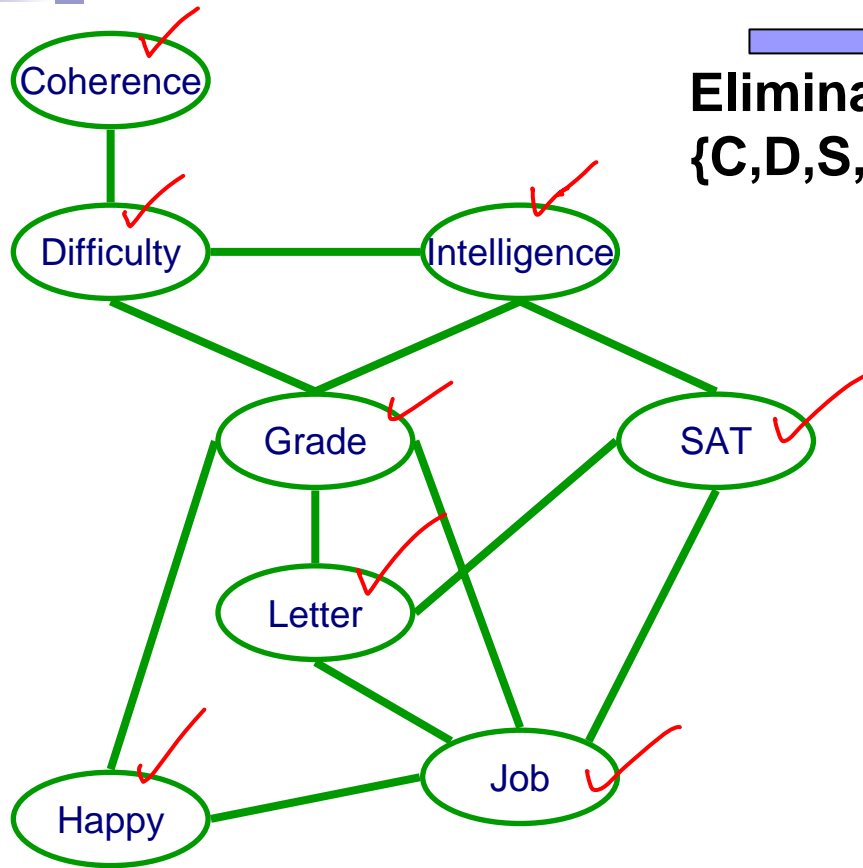 Coherence
Elimina
{C,D,S,
Difficulty
Intelligence
Grade
SAT
Letter
Job
Happy